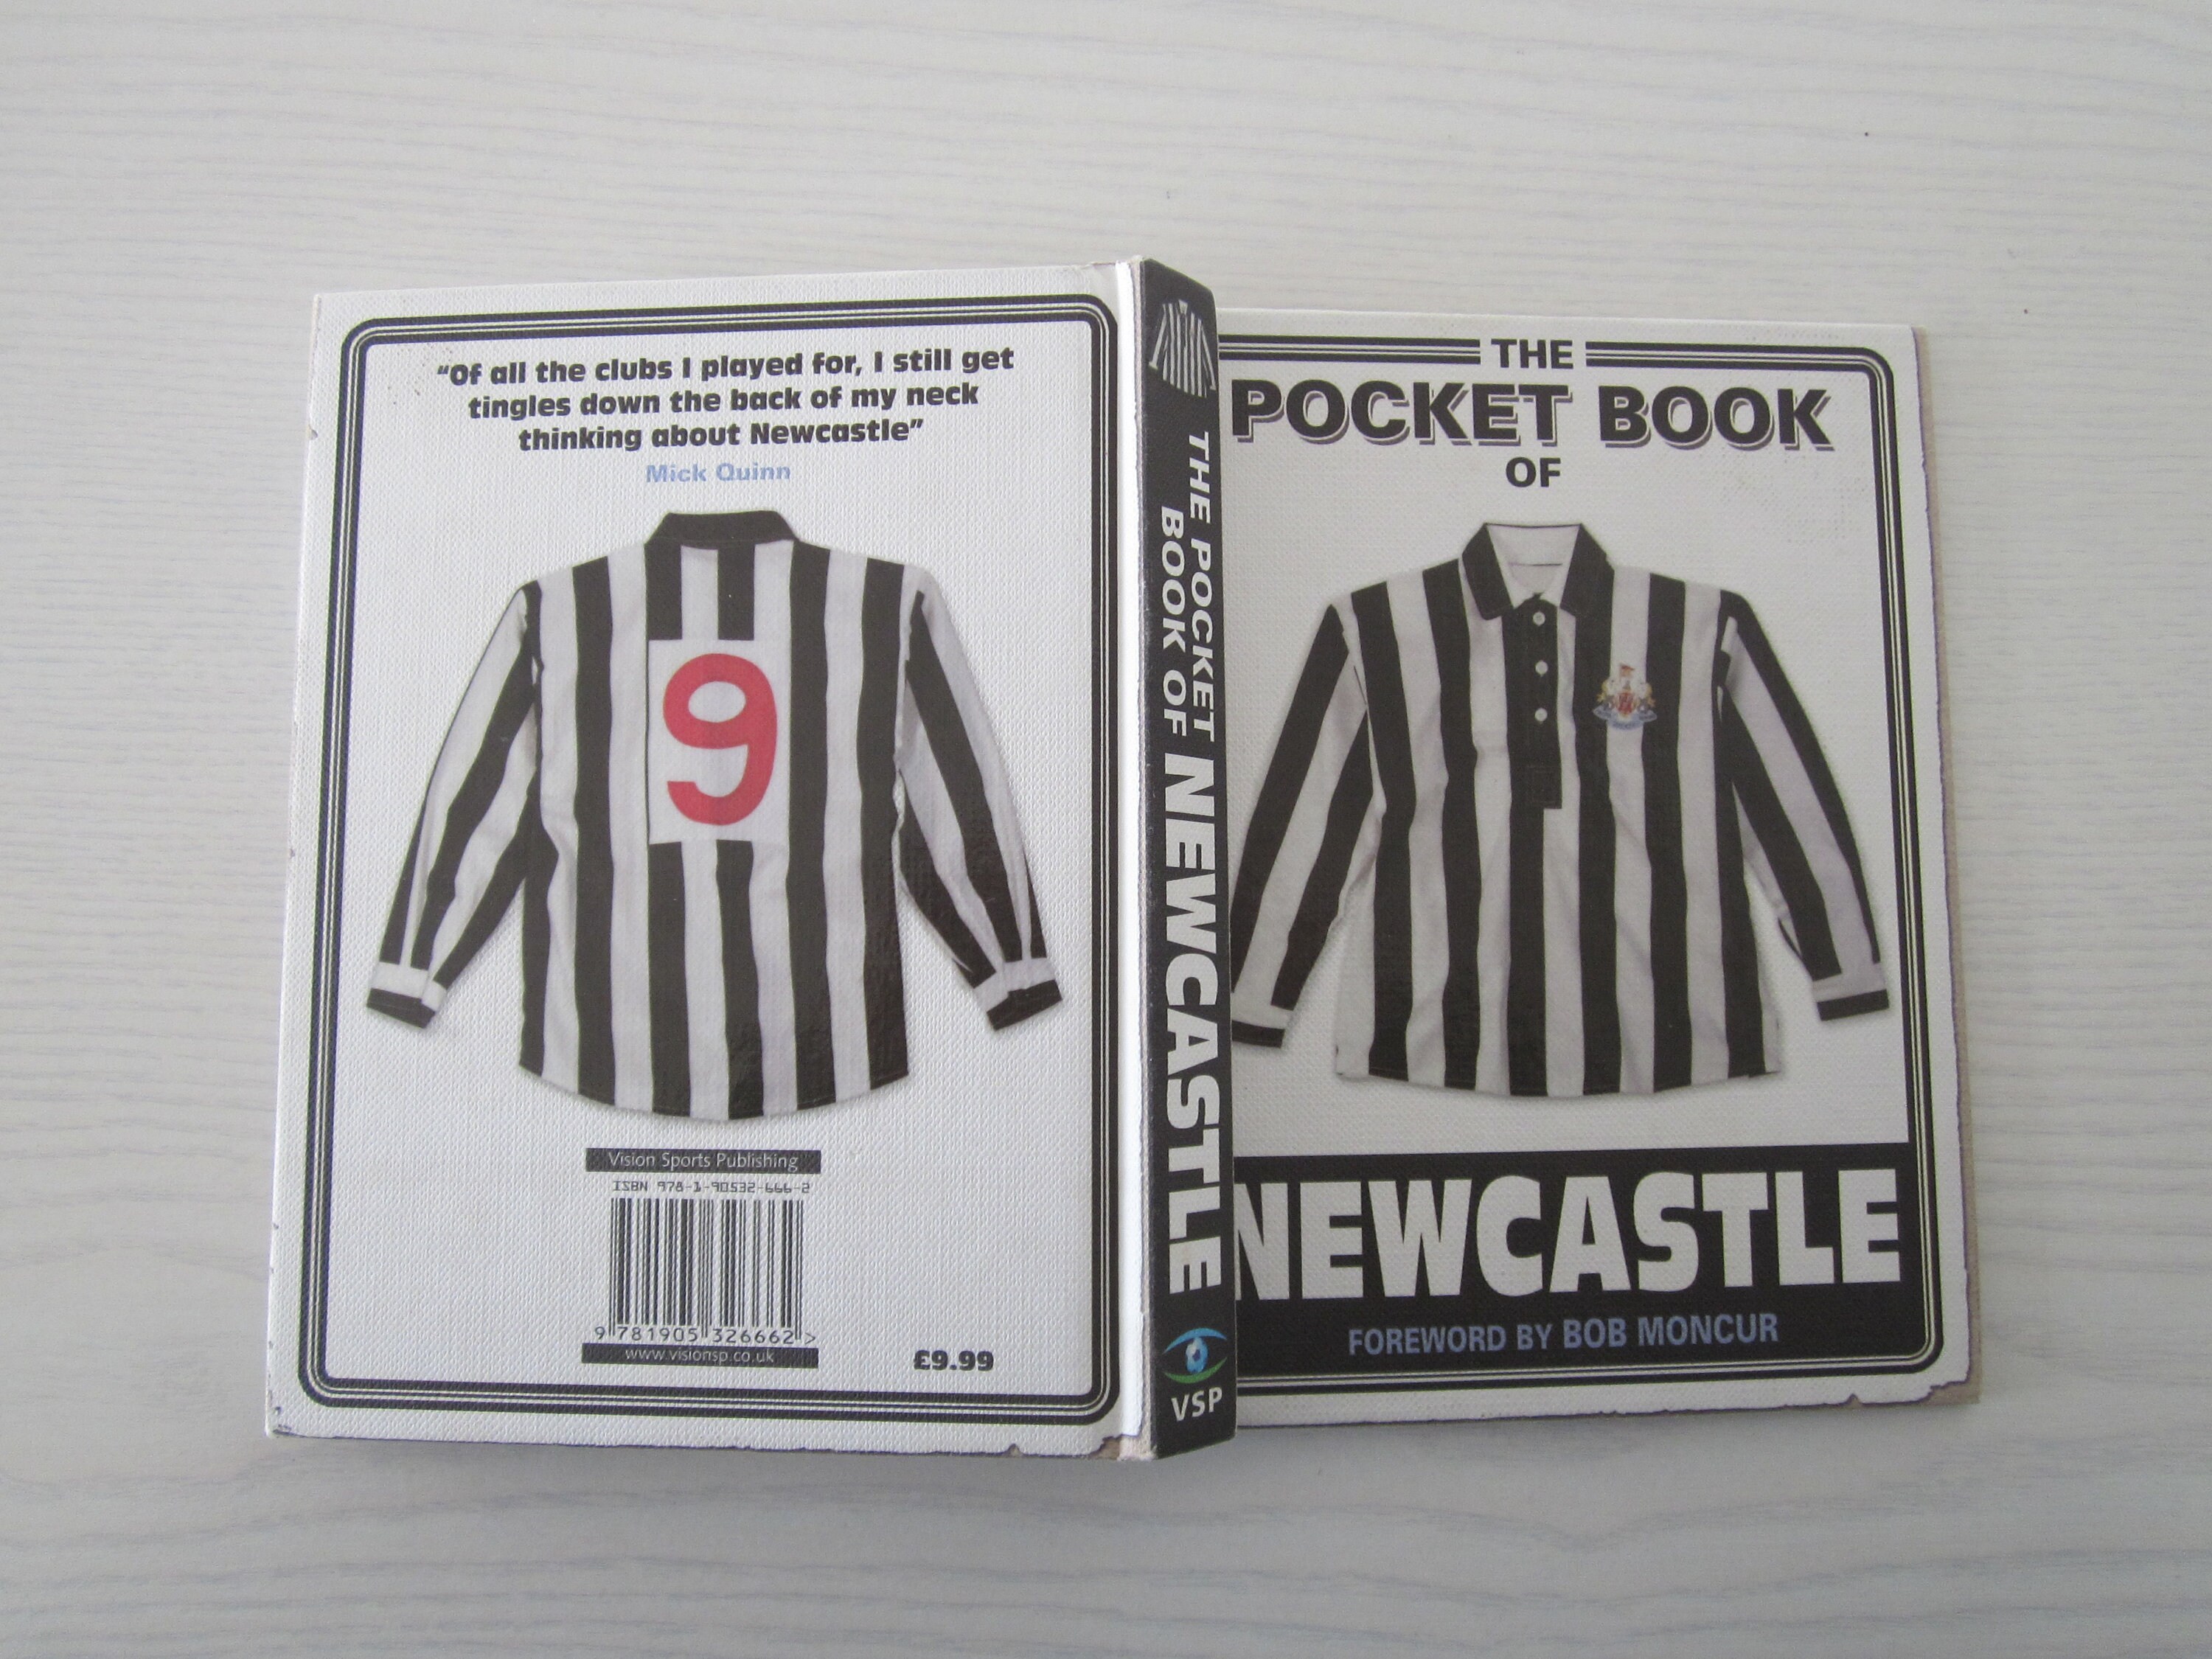 “Of all the clubs I played for, I still get
tingles down the back of my neck
thinking about Newcastle”
Mick Quinn
9
Vision Sports Publishing
ISBN 978-1-90532-666-2
9 781905 326662 >
www.visionsp.co.uk
£9.99
THE POCKET
BOOK OF NEWCASTLE
VSP
THE
POCKET BOOK
OF
NEWCASTLE
FOREWORD BY BOB MONCUR